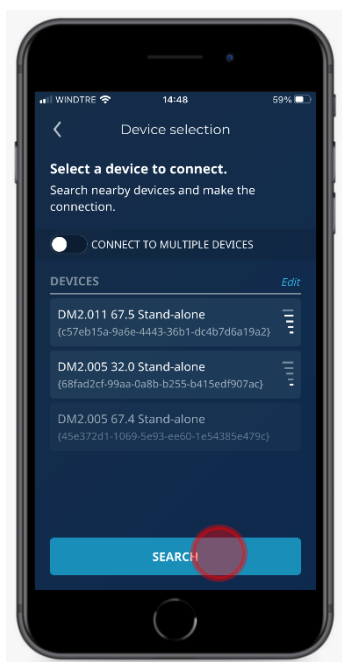 WINDTRE 14:48 59%
Device selection
Select a device to connect.
Search nearby devices and make the
connection.
CONNECT TO MULTIPLE DEVICES
DEVICES Edit
DM2.011 67.5 Stand-alone
{c57eb15a-9a6e-4443-36b1-dc4b7d6a19a2}
DM2.005 32.0 Stand-alone
{68fad2cf-99aa-0a8b-b255-b415edf907ac}
DM2.005 67.4 Stand-alone
{45e372d1-1069-5e93-ee60-1e54385e479c}
SEARCH